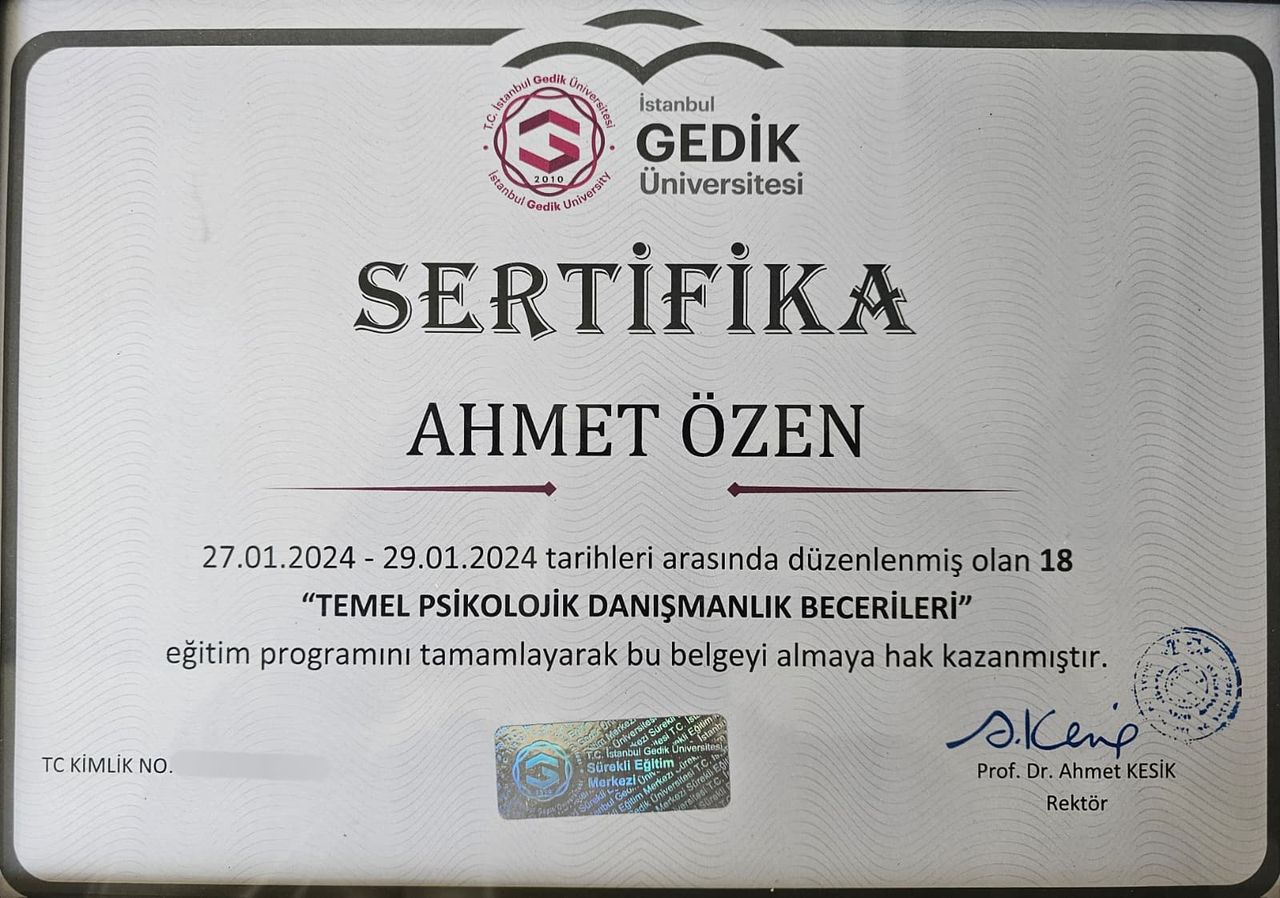 T.C. İstanbul Gedik Üniversitesi
2010
İstanbul Gedik University
İstanbul
GEDİK
Üniversitesi
SERTİFİKA
AHMET ÖZEN
27.01.2024 - 29.01.2024 tarihleri arasında düzenlenmiş olan 18
“TEMEL PSİKOLOJİK DANIŞMANLIK BECERİLERİ”
eğitim programını tamamlayarak bu belgeyi almaya hak kazanmıştır.
TC KİMLİK NO.
T.C. İstanbul Gedik Üniversitesi
Sürekli Eğitim
Merkezi
A.Kesik
Prof. Dr. Ahmet KESİK
Rektör